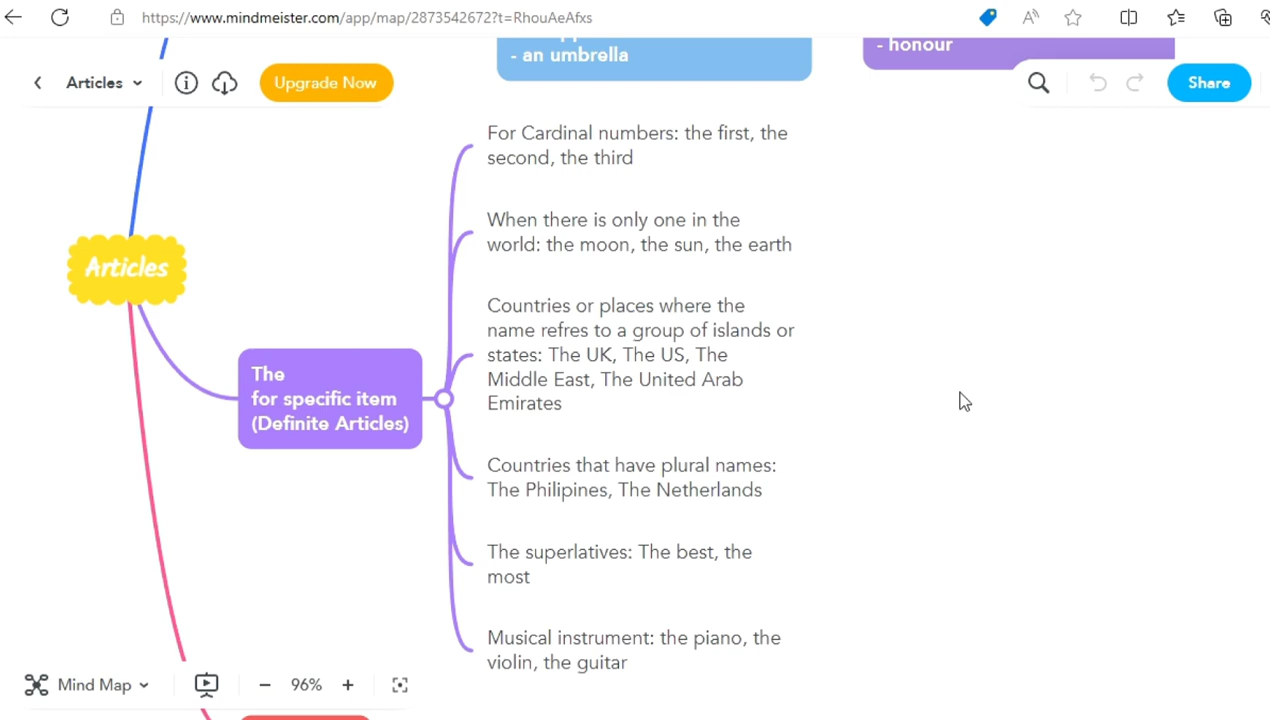 https://www.mindmeister.com/app/map/2873542672?t=RhouAeAfxs
- an umbrella
- honour
Articles
Upgrade Now
Share
For Cardinal numbers: the first, the
second, the third
When there is only one in the
world: the moon, the sun, the earth
Articles
Countries or places where the
name refres to a group of islands or
states: The UK, The US, The
Middle East, The United Arab
Emirates
The
for specific item
(Definite Articles)
Countries that have plural names:
The Philipines, The Netherlands
The superlatives: The best, the
most
Musical instrument: the piano, the
violin, the guitar
Mind Map
96%